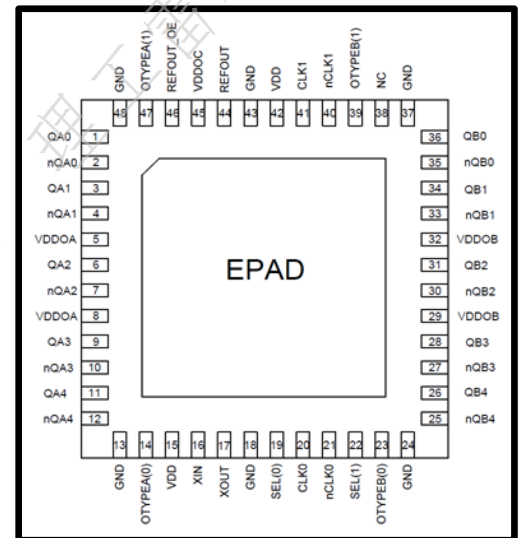 GND OTYPEA(1) REFOUT_OE VDDOC REFOUT GND VDD CLK1 nCLK1 OTYPEB(1) NC GND
48 47 46 45 44 43 42 41 40 39 38 37
QA0 1 36 QB0
nQA0 2 35 nQB0
QA1 3 34 QB1
nQA1 4 33 nQB1
VDDOA 5 32 VDDOB
QA2 6 31 QB2
nQA2 7 30 nQB2
VDDOA 8 29 VDDOB
QA3 9 28 QB3
nQA3 10 27 nQB3
QA4 11 26 QB4
nQA4 12 25 nQB4
EPAD
13 14 15 16 17 18 19 20 21 22 23 24
GND OTYPEA(0) VDD XIN XOUT GND SEL(0) CLK0 nCLK0 SEL(1) OTYPEB(0) GND
理工雷